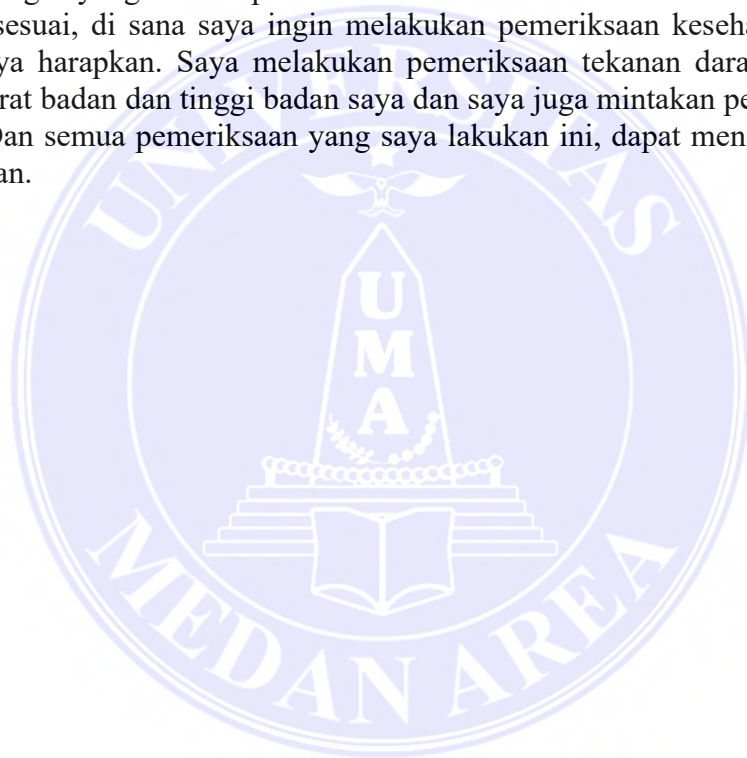 sesuai, di sana saya ingin melakukan pemeriksaan keseha
ya harapkan. Saya melakukan pemeriksaan tekanan dara
rat badan dan tinggi badan saya dan saya juga mintakan pe
Dan semua pemeriksaan yang saya lakukan ini, dapat men
an.
UNIVERSITAS
U
M
A
MEDAN AREA